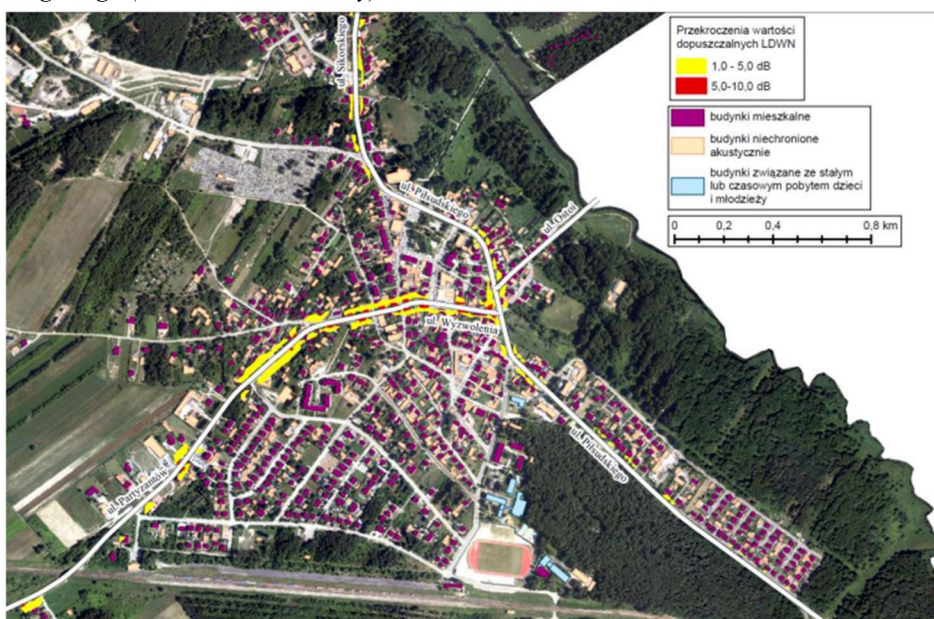 Przekroczenia wartości
dopuszczalnych LDWN
1,0 - 5,0 dB
5,0-10,0 dB
budynki mieszkalne
budynki niechronione
akustycznie
budynki związane ze stałym
lub czasowym pobytem dzieci
i młodzieży
0 0,2 0,4 0,8 km
ul. Sikorskiego
ul. Piłsudskiego
ul. Ostoi
ul. Wyzwolenia
ul. Piłsudskiego
ul. Partyzantów